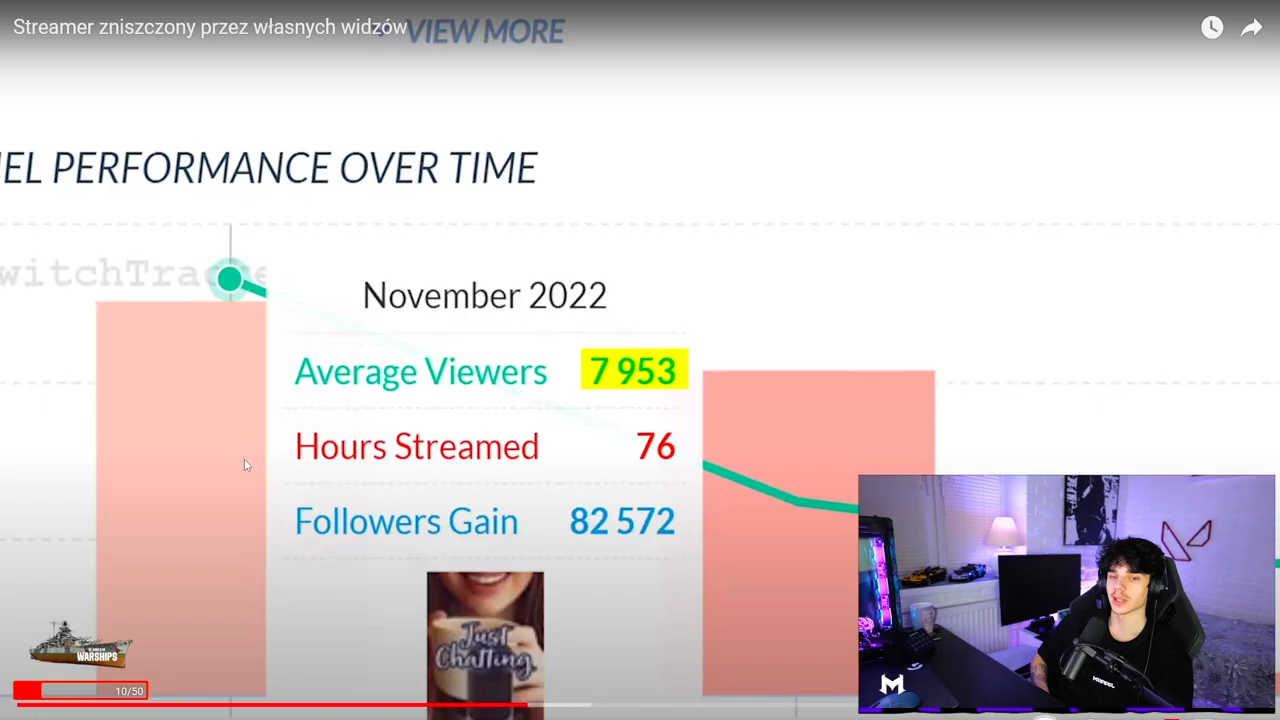 Streamer zniszczony przez własnych widzów
VIEW MORE
EL PERFORMANCE OVER TIME
witchTra
November 2022
Average Viewers 7 953
Hours Streamed 76
Followers Gain 82 572
Just
Chatting
WARSHIPS
10/50